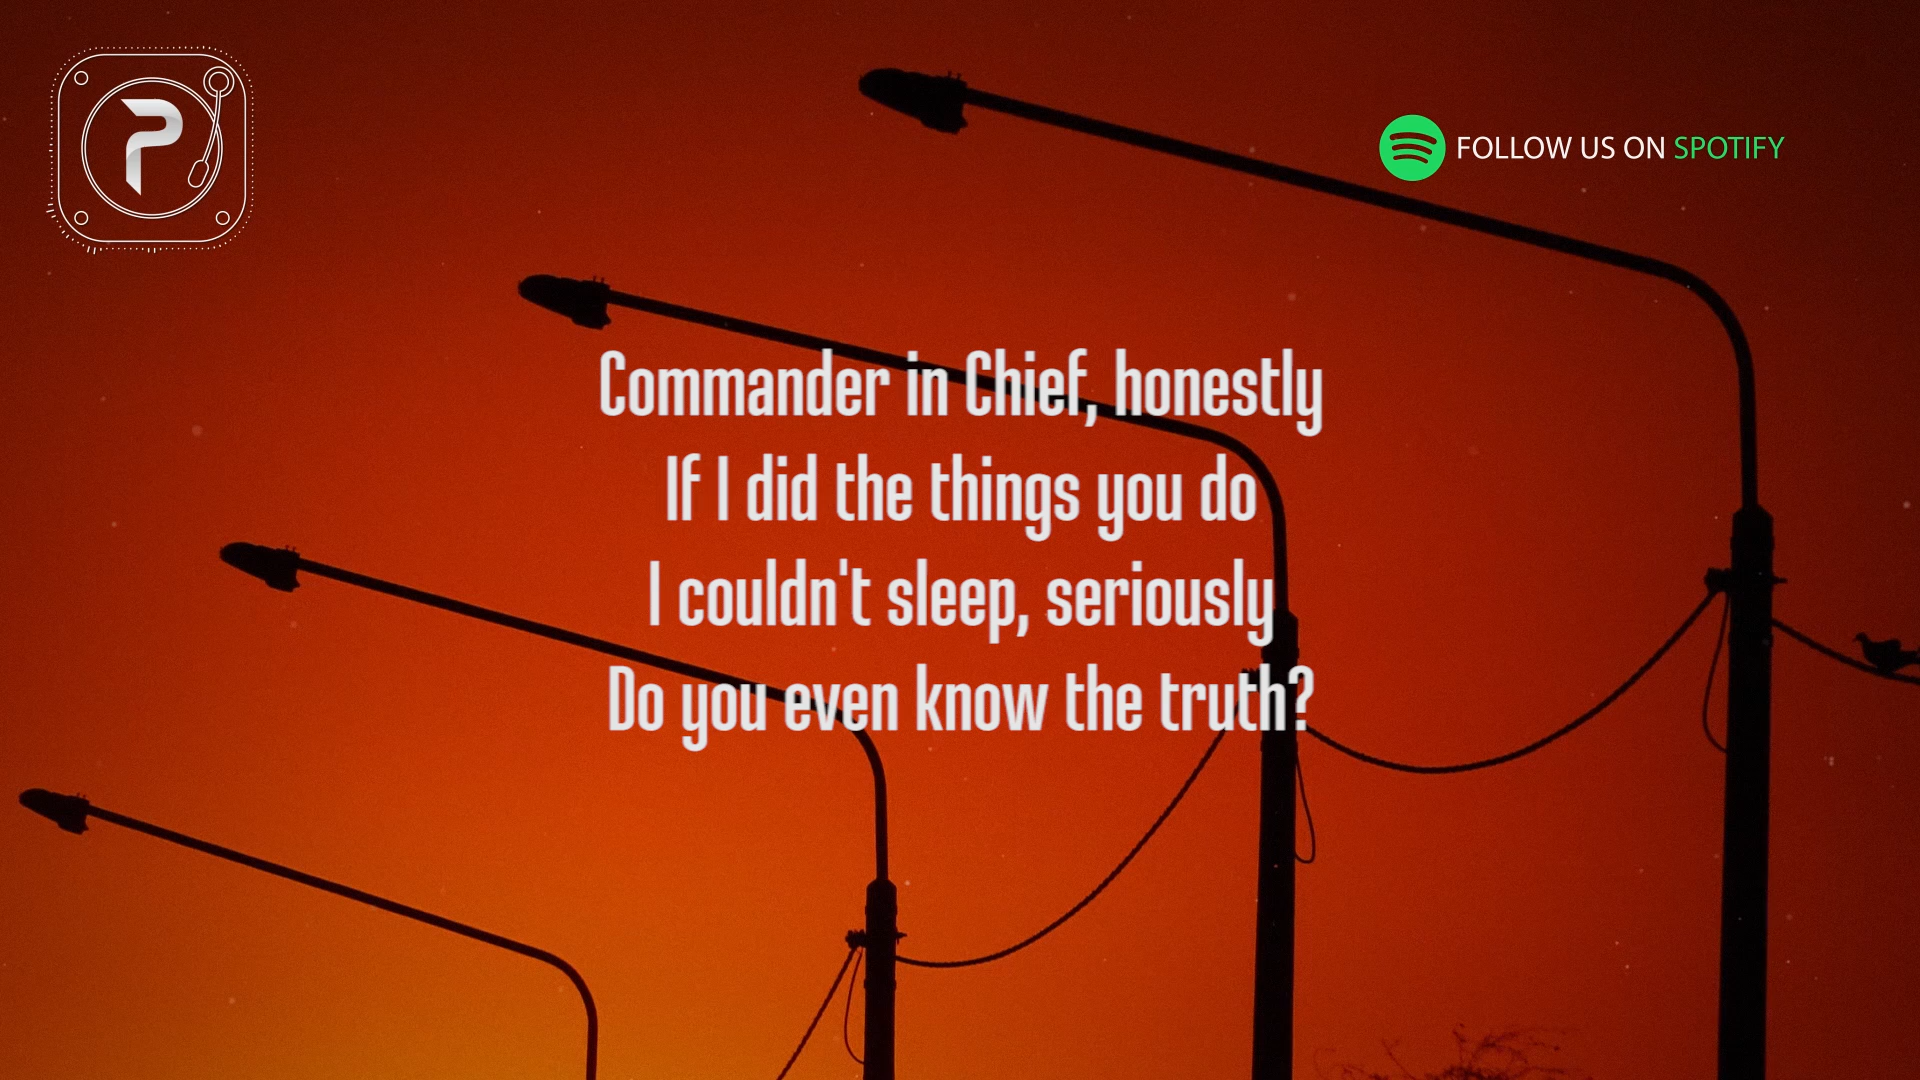 P
FOLLOW US ON SPOTIFY
Commander in Chief, honestly
If I did the things you do
I couldn't sleep, seriously
Do you even know the truth?